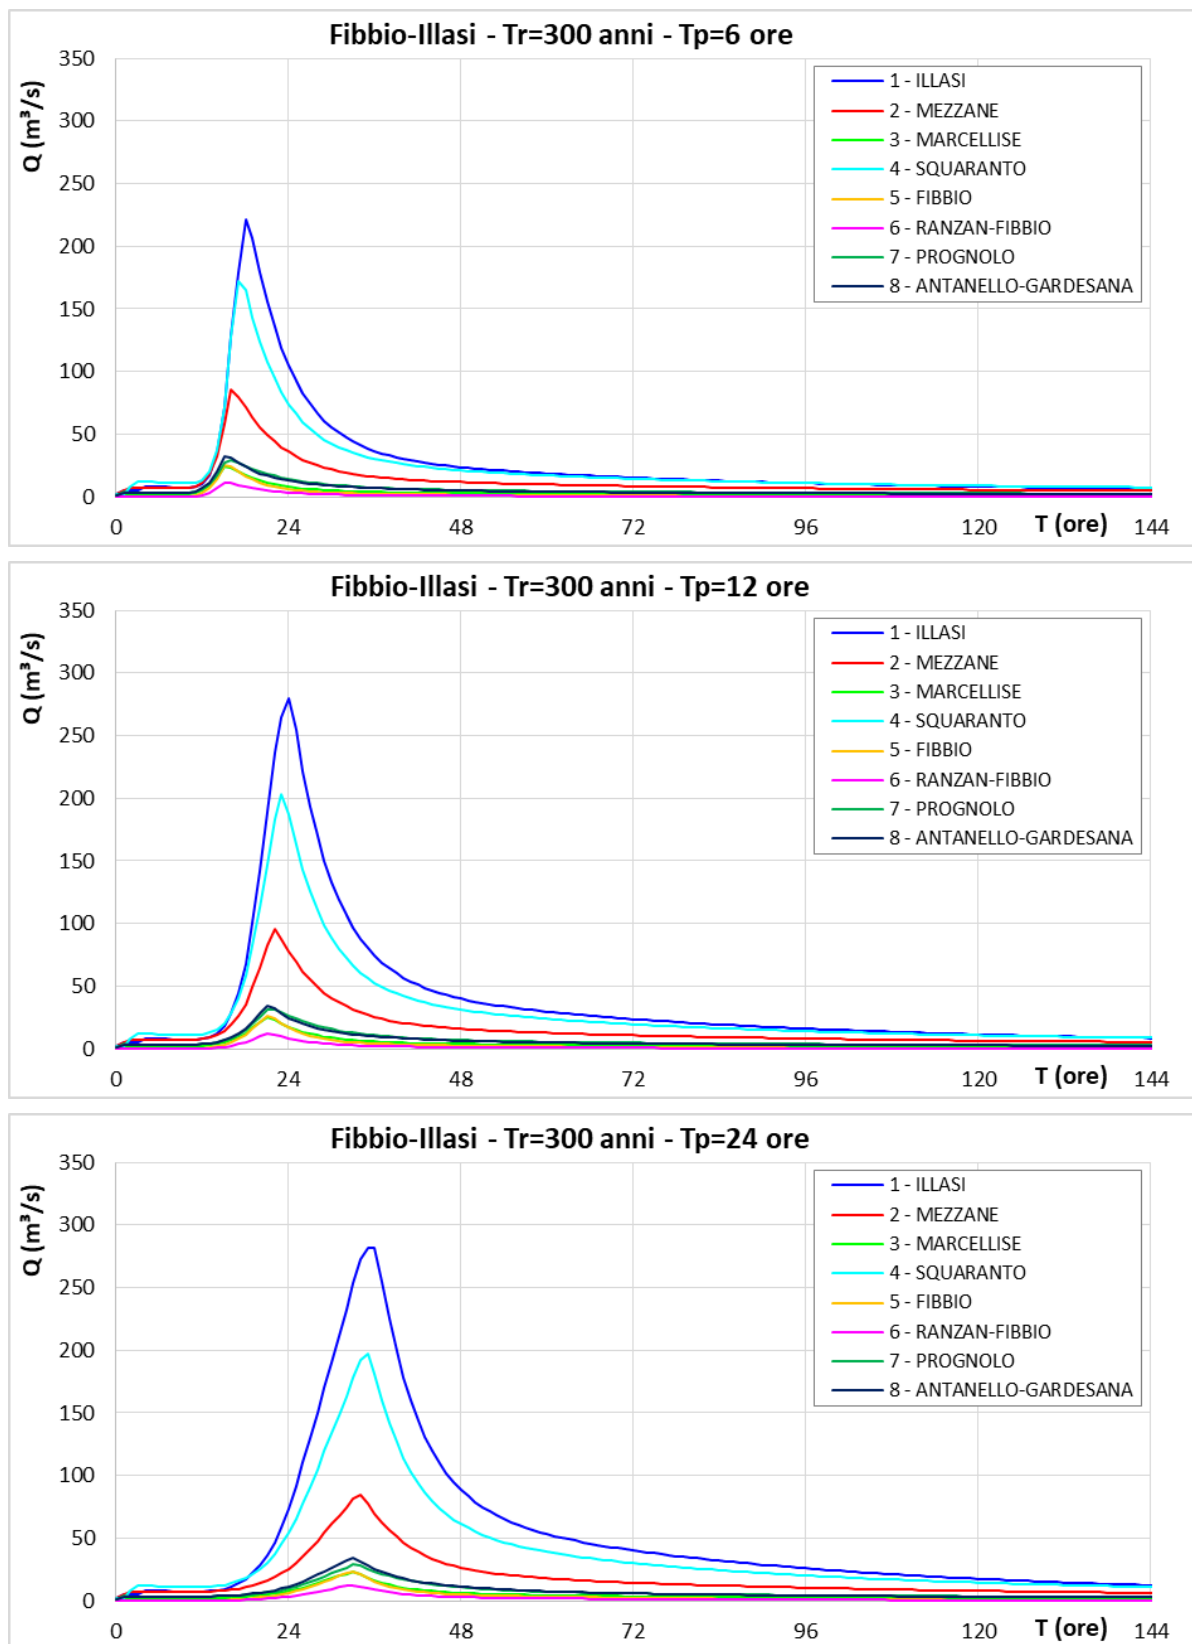 Fibbio-Illasi - Tr=300 anni - Tp=6 ore
Q (m³/s)
350
300
250
200
150
100
50
0
1 - ILLASI
2 - MEZZANE
3 - MARCELLISE
4 - SQUARANTO
5 - FIBBIO
6 - RANZAN-FIBBIO
7 - PROGNOLO
8 - ANTANELLO-GARDESANA
0 24 48 72 96 120 144
T (ore)
Fibbio-Illasi - Tr=300 anni - Tp=12 ore
Q (m³/s)
350
300
250
200
150
100
50
0
1 - ILLASI
2 - MEZZANE
3 - MARCELLISE
4 - SQUARANTO
5 - FIBBIO
6 - RANZAN-FIBBIO
7 - PROGNOLO
8 - ANTANELLO-GARDESANA
0 24 48 72 96 120 144
T (ore)
Fibbio-Illasi - Tr=300 anni - Tp=24 ore
Q (m³/s)
350
300
250
200
150
100
50
0
1 - ILLASI
2 - MEZZANE
3 - MARCELLISE
4 - SQUARANTO
5 - FIBBIO
6 - RANZAN-FIBBIO
7 - PROGNOLO
8 - ANTANELLO-GARDESANA
0 24 48 72 96 120 144
T (ore)